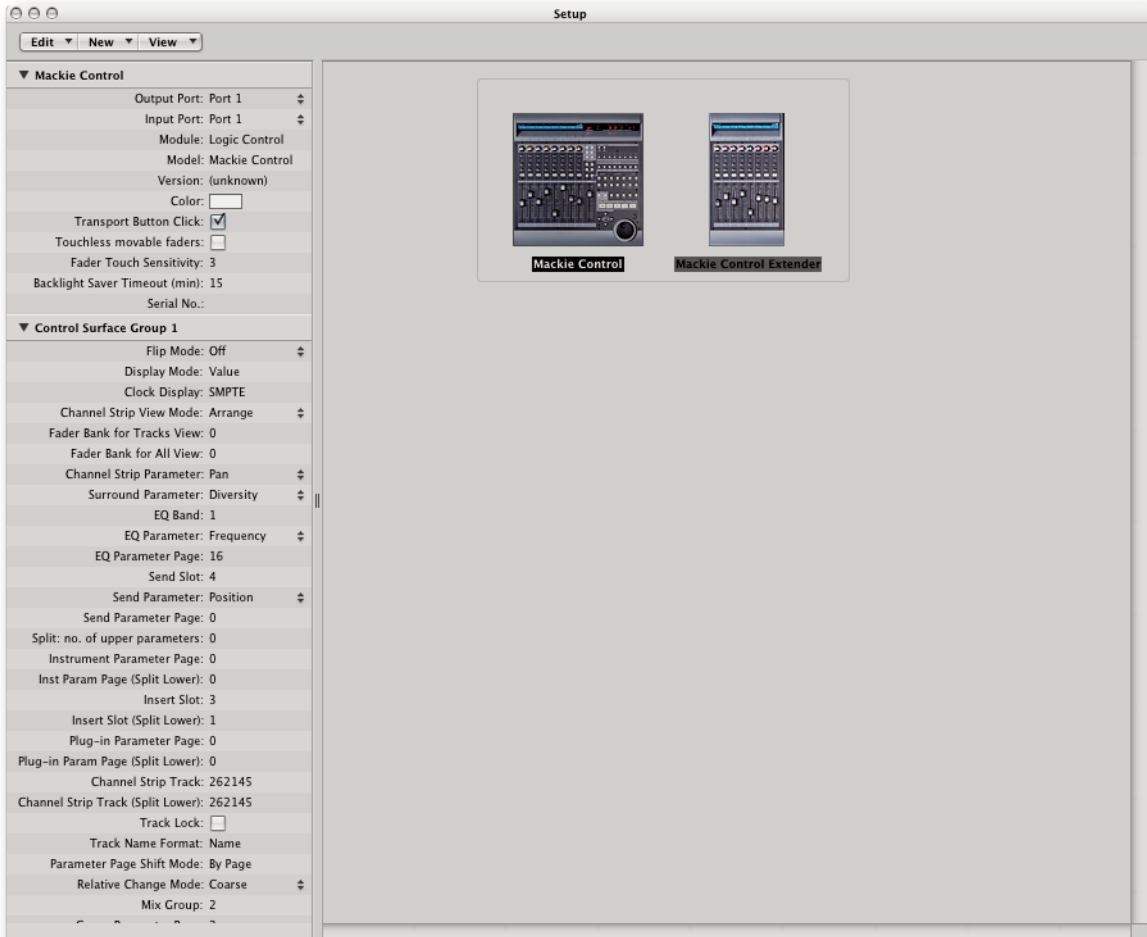 Setup
Edit New View
Mackie Control
Output Port: Port 1
Input Port: Port 1
Module: Logic Control
Model: Mackie Control
Version: (unknown)
Color:
Transport Button Click:
Touchless movable faders:
Fader Touch Sensitivity: 3
Backlight Saver Timeout (min): 15
Serial No.:
Control Surface Group 1
Flip Mode: Off
Display Mode: Value
Clock Display: SMPTE
Channel Strip View Mode: Arrange
Fader Bank for Tracks View: 0
Fader Bank for All View: 0
Channel Strip Parameter: Pan
Surround Parameter: Diversity
EQ Band: 1
EQ Parameter: Frequency
EQ Parameter Page: 16
Send Slot: 4
Send Parameter: Position
Send Parameter Page: 0
Split: no. of upper parameters: 0
Instrument Parameter Page: 0
Inst Param Page (Split Lower): 0
Insert Slot: 3
Insert Slot (Split Lower): 1
Plug-in Parameter Page: 0
Plug-in Param Page (Split Lower): 0
Channel Strip Track: 262145
Channel Strip Track (Split Lower): 262145
Track Lock:
Track Name Format: Name
Parameter Page Shift Mode: By Page
Relative Change Mode: Coarse
Mix Group: 2
Mackie Control
Mackie Control Extender